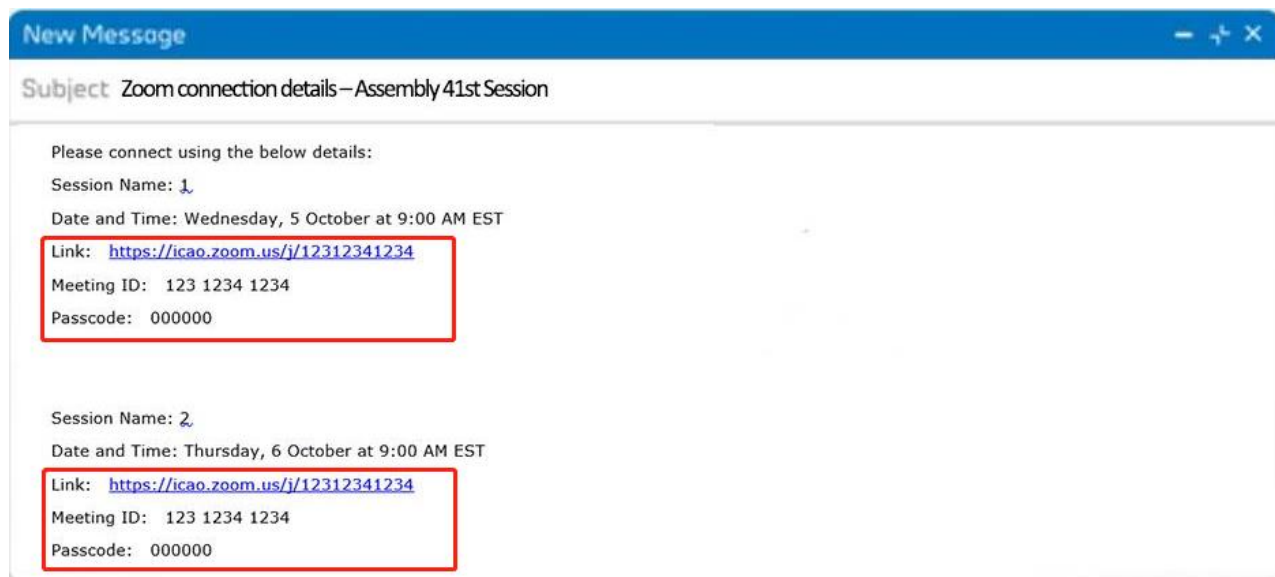 New Message
Subject Zoom connection details – Assembly 41st Session
Please connect using the below details:
Session Name: 1
Date and Time: Wednesday, 5 October at 9:00 AM EST
Link: https://icao.zoom.us/j/12312341234
Meeting ID: 123 1234 1234
Passcode: 000000
Session Name: 2
Date and Time: Thursday, 6 October at 9:00 AM EST
Link: https://icao.zoom.us/j/12312341234
Meeting ID: 123 1234 1234
Passcode: 000000